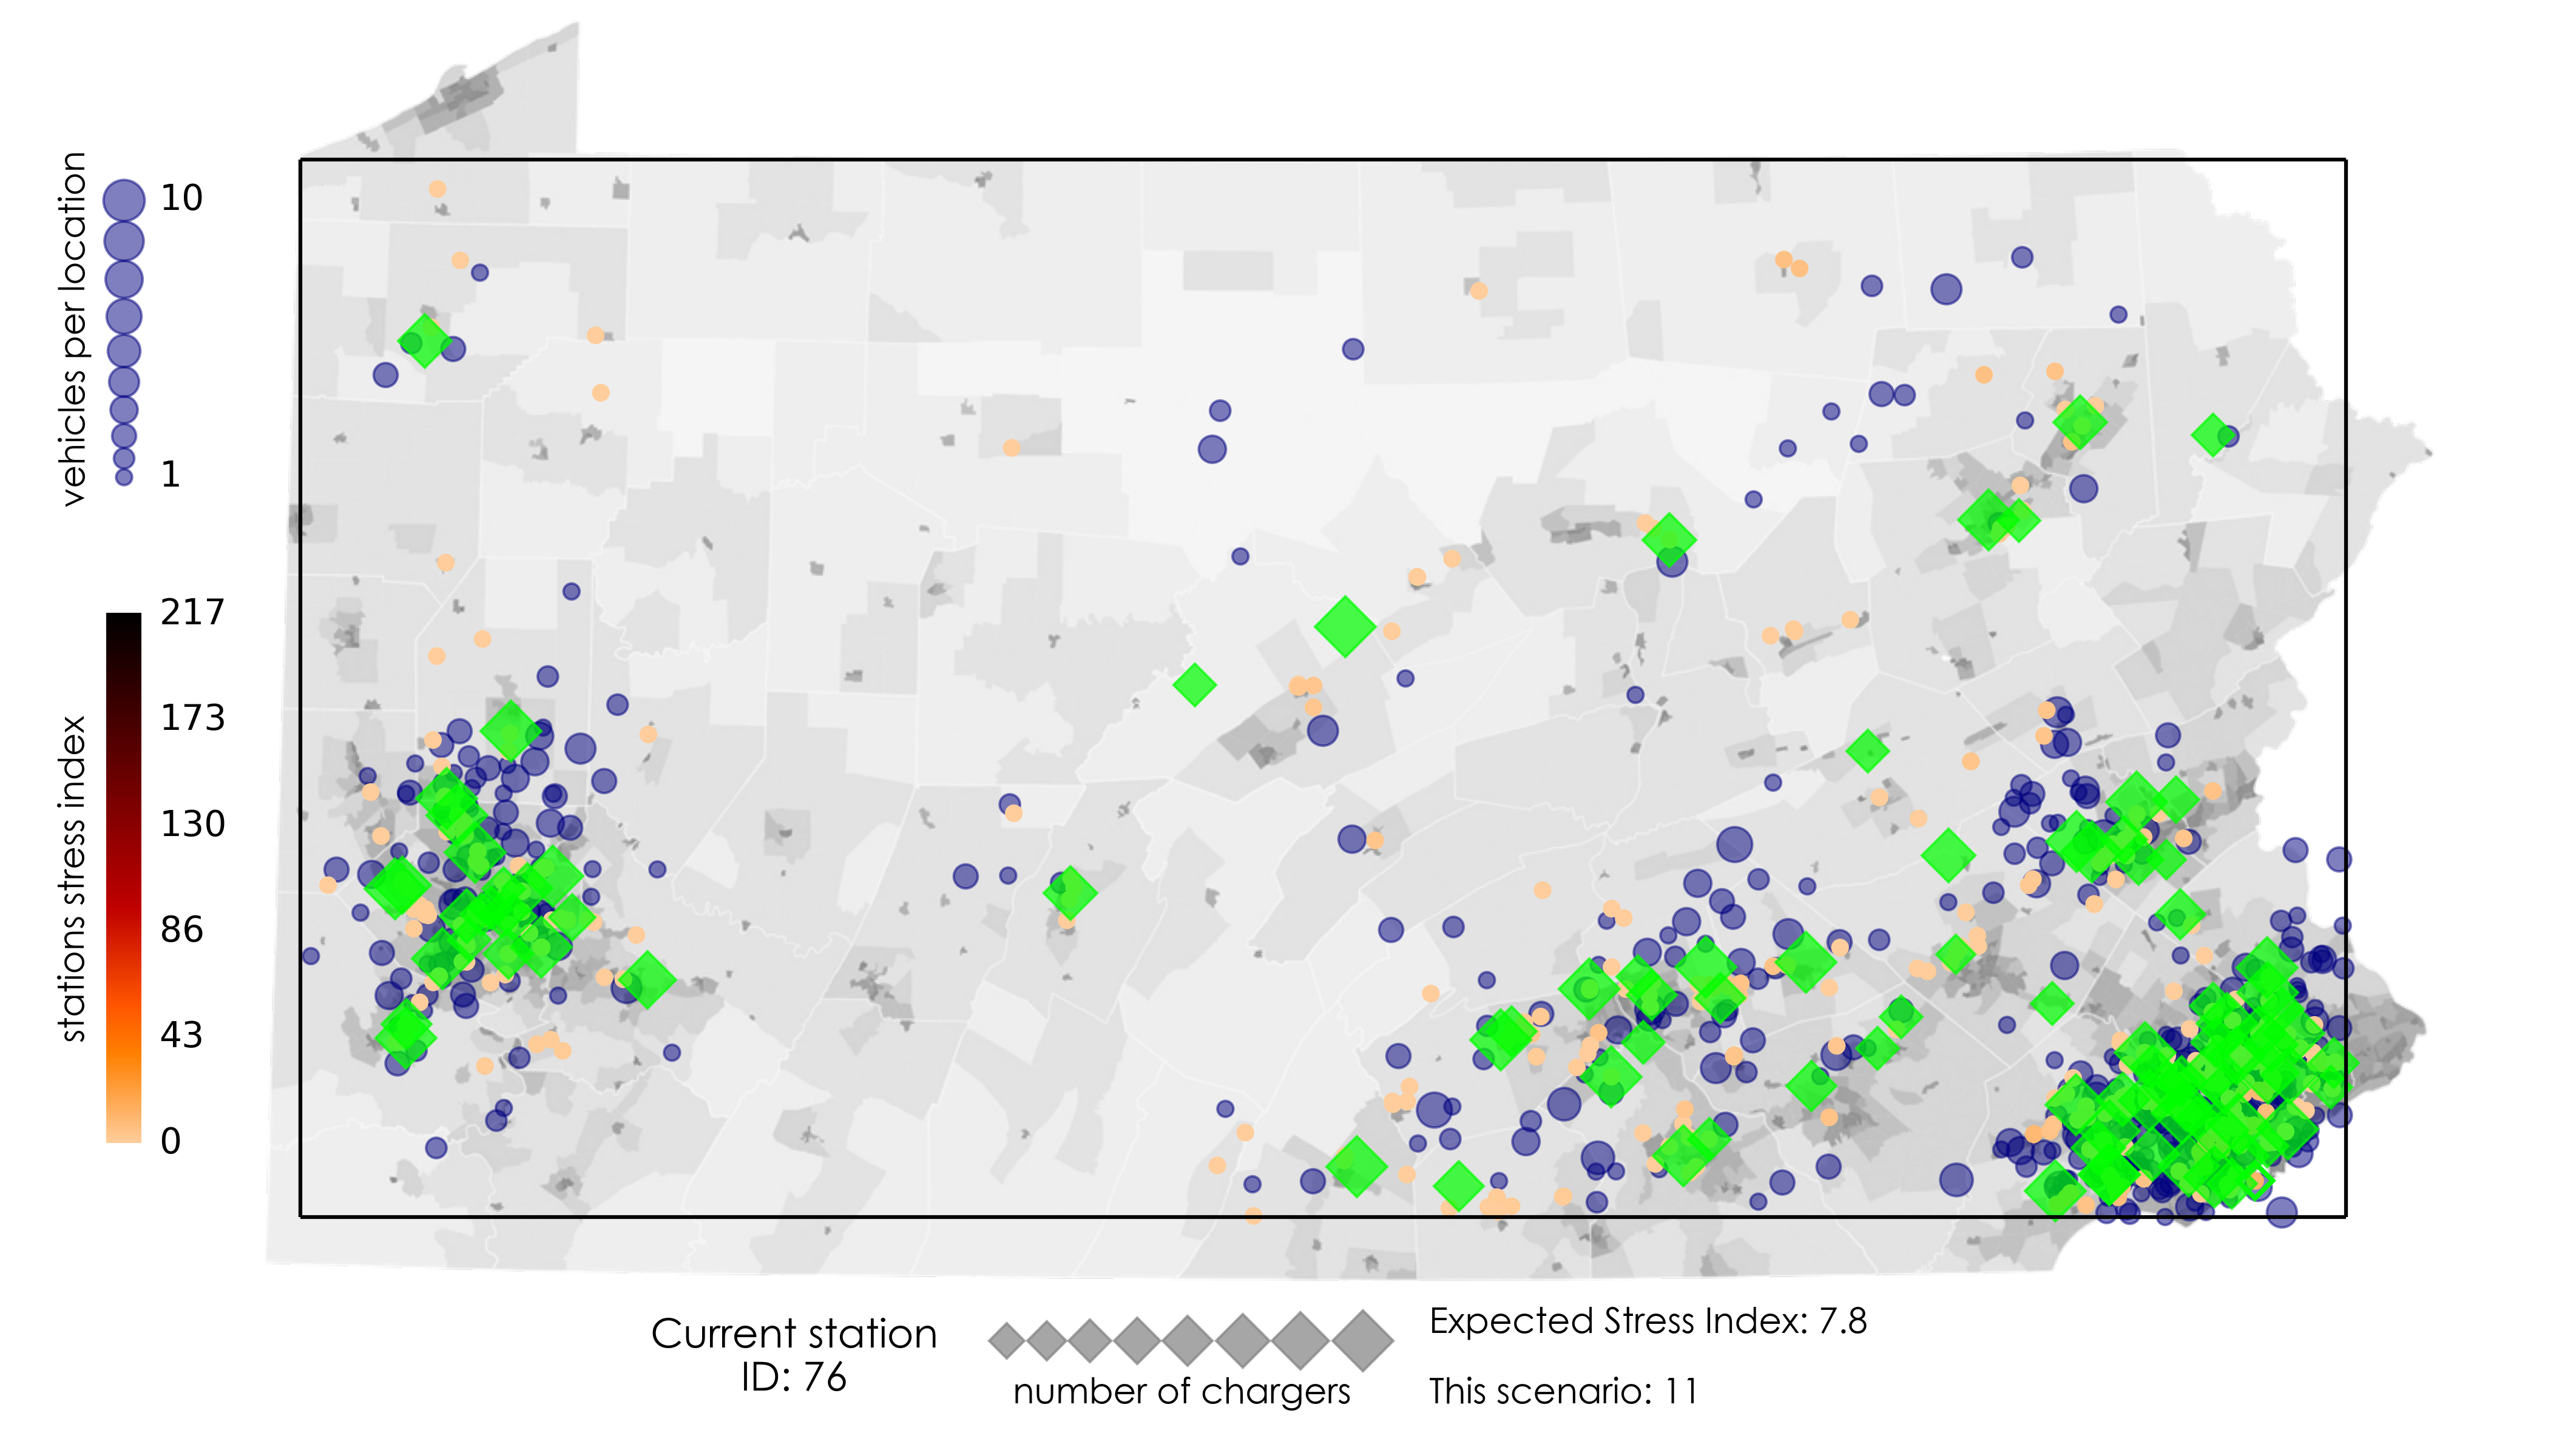 vehicles per location
10
1
stations stress index
217
173
130
86
43
0
Current station
ID: 76
number of chargers
Expected Stress Index: 7.8
This scenario: 11